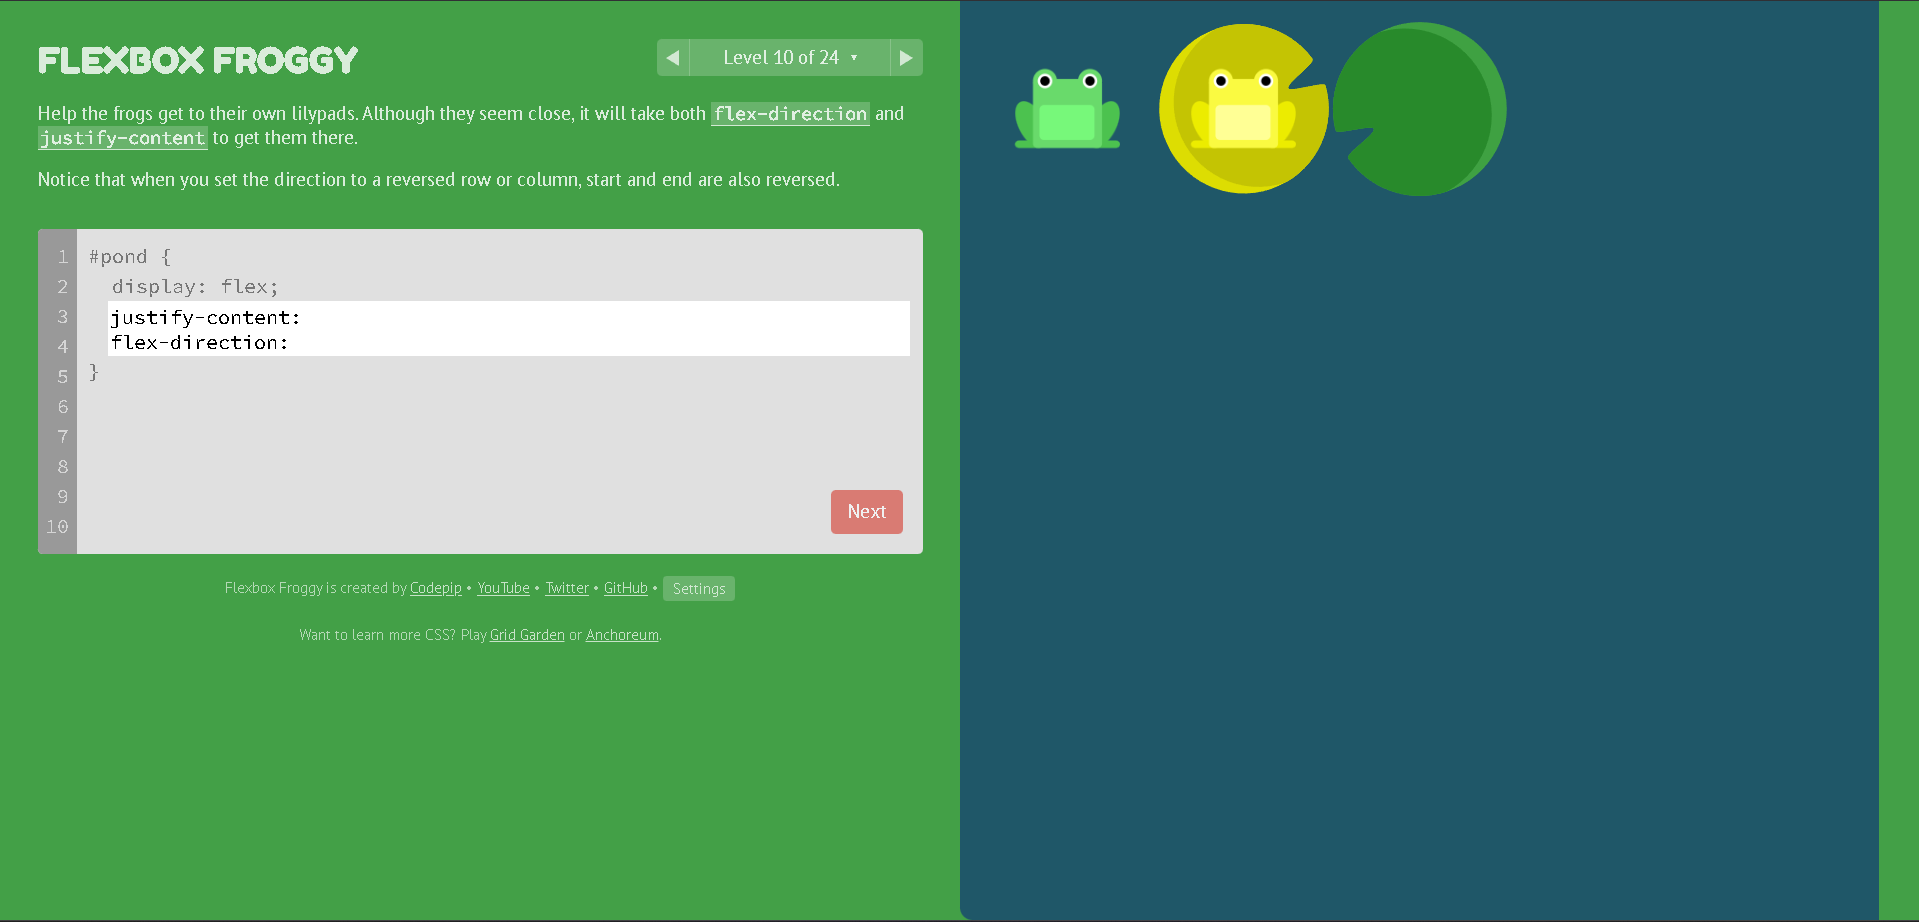 FLEXBOX FROGGY
◀ Level 10 of 24 ▼ ▶
Help the frogs get to their own lilypads. Although they seem close, it will take both flex-direction and
justify-content to get them there.
Notice that when you set the direction to a reversed row or column, start and end are also reversed.
1 #pond {
2 display: flex;
3 justify-content:
4 flex-direction:
5 }
6
7
8
9
10
Next
Flexbox Froggy is created by Codepip • YouTube • Twitter • GitHub • Settings
Want to learn more CSS? Play Grid Garden or Anchoreum.